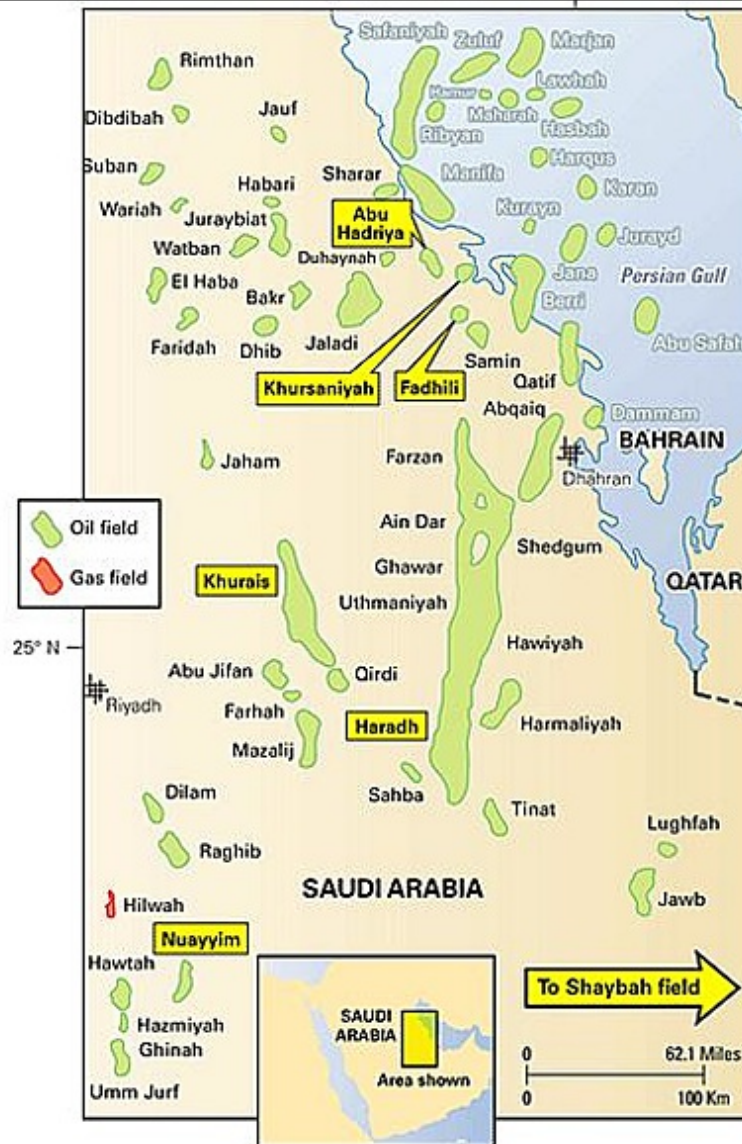 Safaniyah
Zuluf
Marjan
Rimthan
Hamur
Lawhah
Maharah
Dibdibah
Jauf
Ribyan
Hasbah
Suban
Harqus
Sharar
Manifa
Habari
Karan
Wariah
Juraybiat
Abu
Hadriya
Kurayn
Watban
Duhaynah
Jurayd
Jana
Persian Gulf
El Haba
Bakr
Berri
Faridah
Dhib
Jaladi
Abu Safah
Samin
Khursaniyah
Fadhili
Qatif
Abqaiq
Dammam
BAHRAIN
Jaham
Farzan
Dhahran
Oil field
Gas field
Ain Dar
Shedgum
Khurais
Ghawar
QATAR
Uthmaniyah
25° N
Hawiyah
Abu Jifan
Qirdi
Riyadh
Farhah
Haradh
Harmaliyah
Mazalij
Dilam
Sahba
Tinat
Lughfah
Raghib
SAUDI ARABIA
Jawb
Hilwah
Nuayyim
Hawtah
To Shaybah field
SAUDI
ARABIA
Hazmiyah
Ghinah
Area shown
0 62.1 Miles
0 100 Km
Umm Jurf